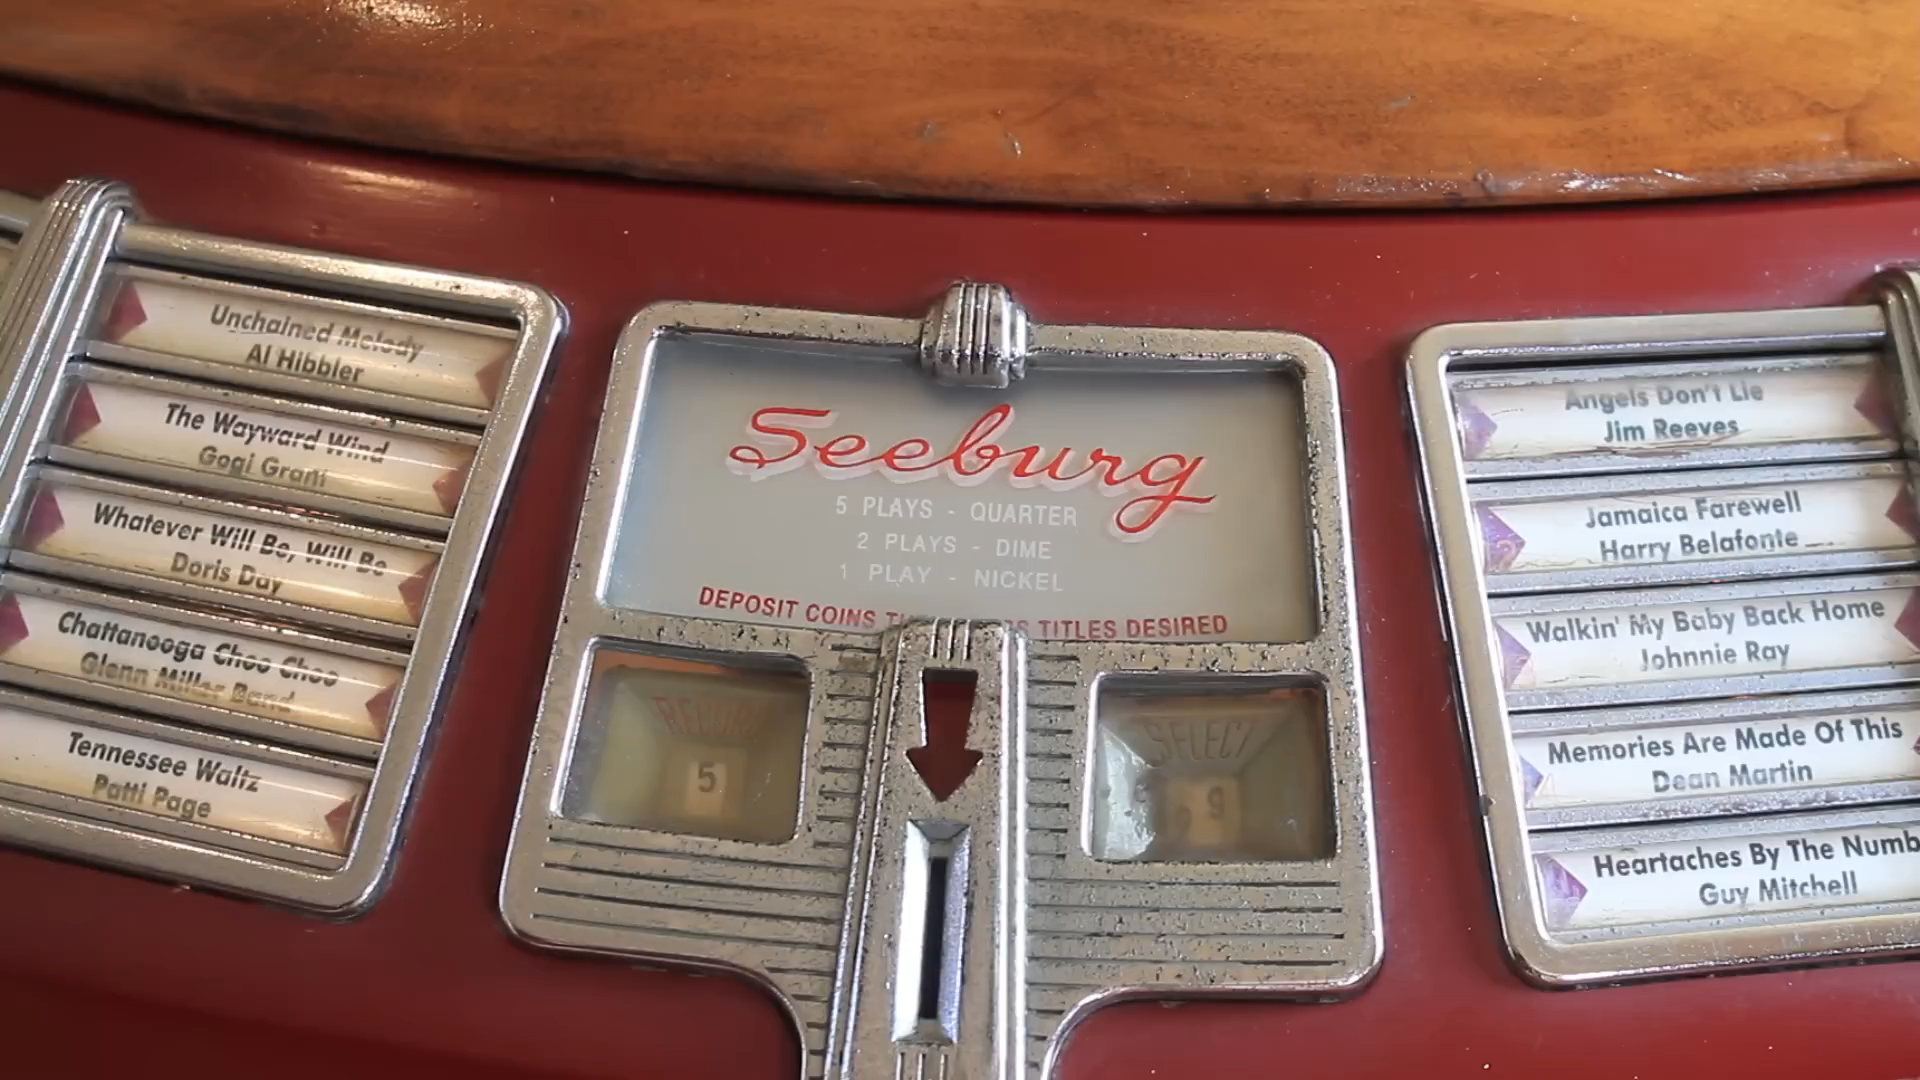 Unchained Melody
Al Hibbler
The Wayward Wind
Gogi Grant
Whatever Will Be, Will Be
Doris Day
Chattanooga Choo Choo
Glenn Miller Band
Tennessee Waltz
Patti Page
Seeburg
5 PLAYS - QUARTER
2 PLAYS - DIME
1 PLAY - NICKEL
DEPOSIT COINS TITLES DESIRED
RECORD
5
SELECT
9
Angels Don't Lie
Jim Reeves
Jamaica Farewell
Harry Belafonte
Walkin' My Baby Back Home
Johnnie Ray
Memories Are Made Of This
Dean Martin
Heartaches By The Numb
Guy Mitchell